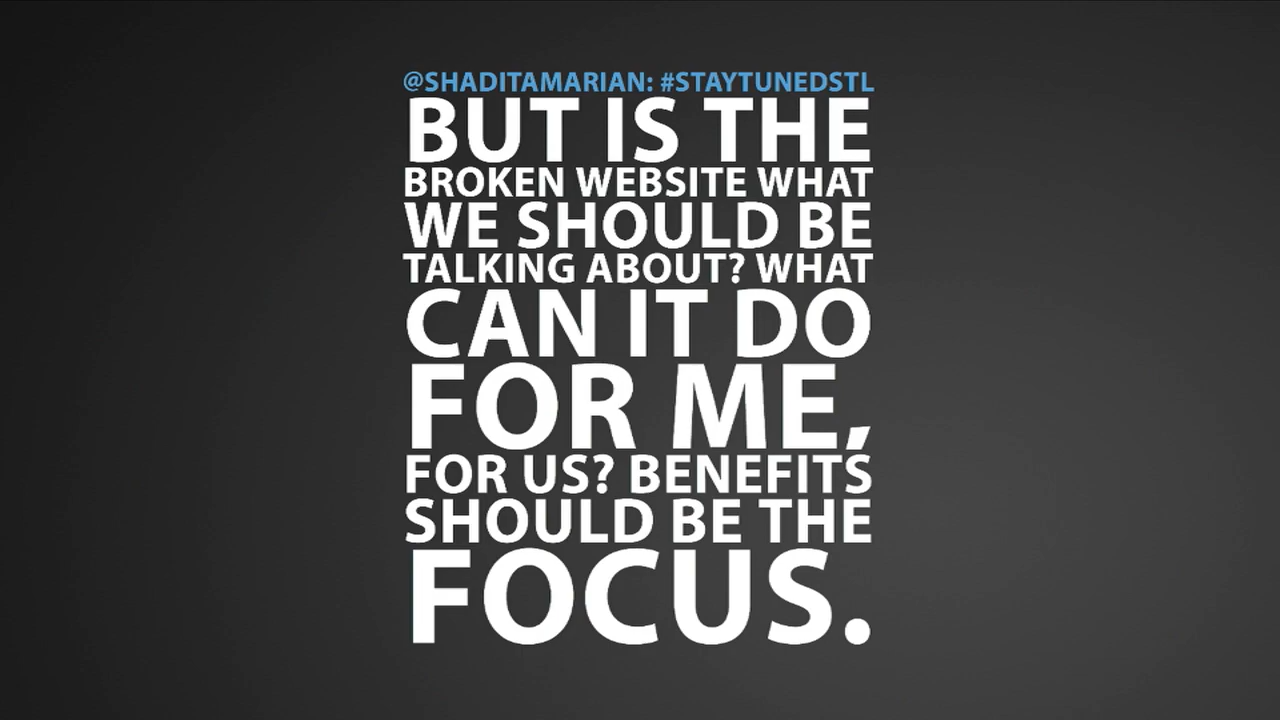 @SHADITAMARIAN: #STAYTUNEDSTL
BUT IS THE
BROKEN WEBSITE WHAT
WE SHOULD BE
TALKING ABOUT? WHAT
CAN IT DO
FOR ME,
FOR US? BENEFITS
SHOULD BE THE
FOCUS.